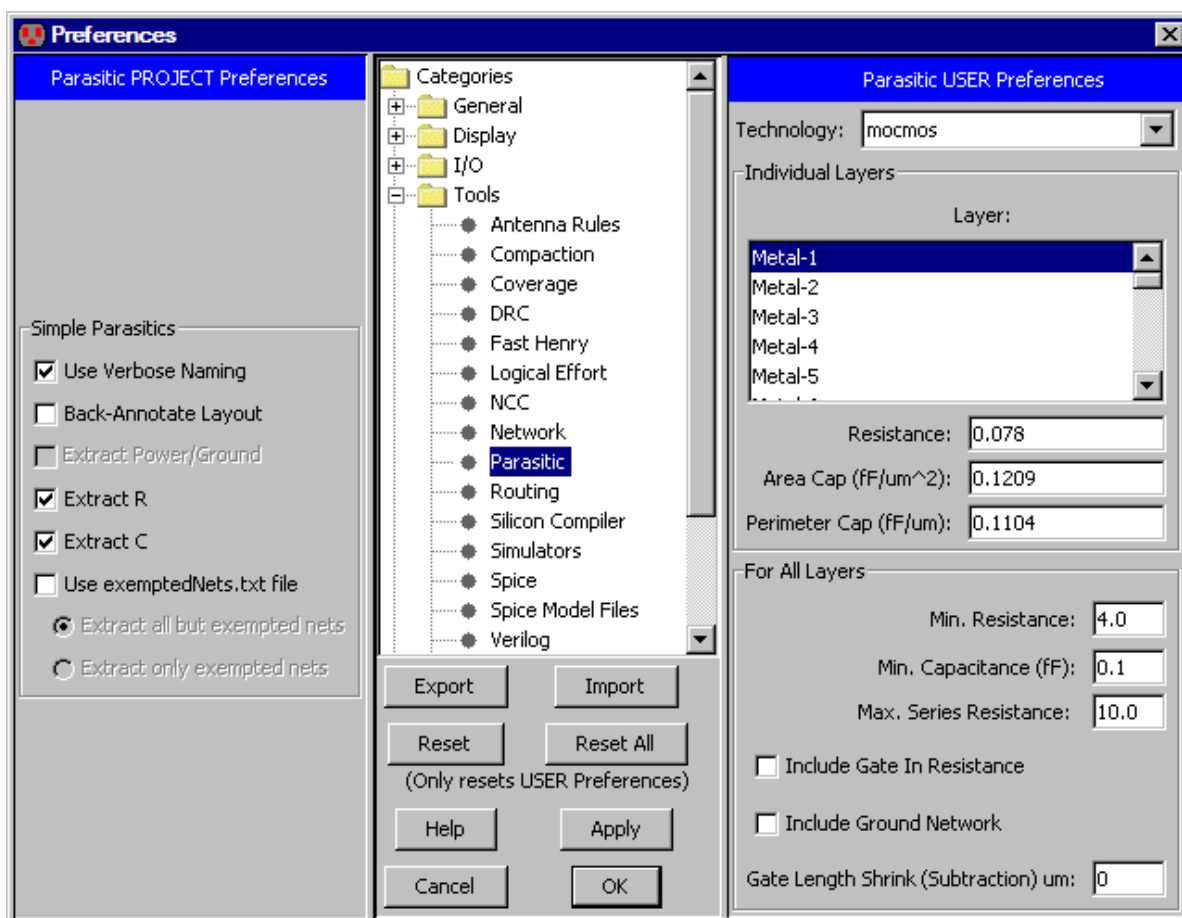 Preferences
Parasitic PROJECT Preferences
Simple Parasitics
Use Verbose Naming
Back-Annotate Layout
Extract Power/Ground
Extract R
Extract C
Use exemptedNets.txt file
Extract all but exempted nets
Extract only exempted nets
Categories
General
Display
I/O
Tools
Antenna Rules
Compaction
Coverage
DRC
Fast Henry
Logical Effort
NCC
Network
Parasitic
Routing
Silicon Compiler
Simulators
Spice
Spice Model Files
Verilog
Export Import
Reset Reset All
(Only resets USER Preferences)
Help Apply
Cancel OK
Parasitic USER Preferences
Technology: mocmos
Individual Layers
Layer:
Metal-1
Metal-2
Metal-3
Metal-4
Metal-5
Resistance: 0.078
Area Cap (fF/um^2): 0.1209
Perimeter Cap (fF/um): 0.1104
For All Layers
Min. Resistance: 4.0
Min. Capacitance (fF): 0.1
Max. Series Resistance: 10.0
Include Gate In Resistance
Include Ground Network
Gate Length Shrink (Subtraction) um: 0